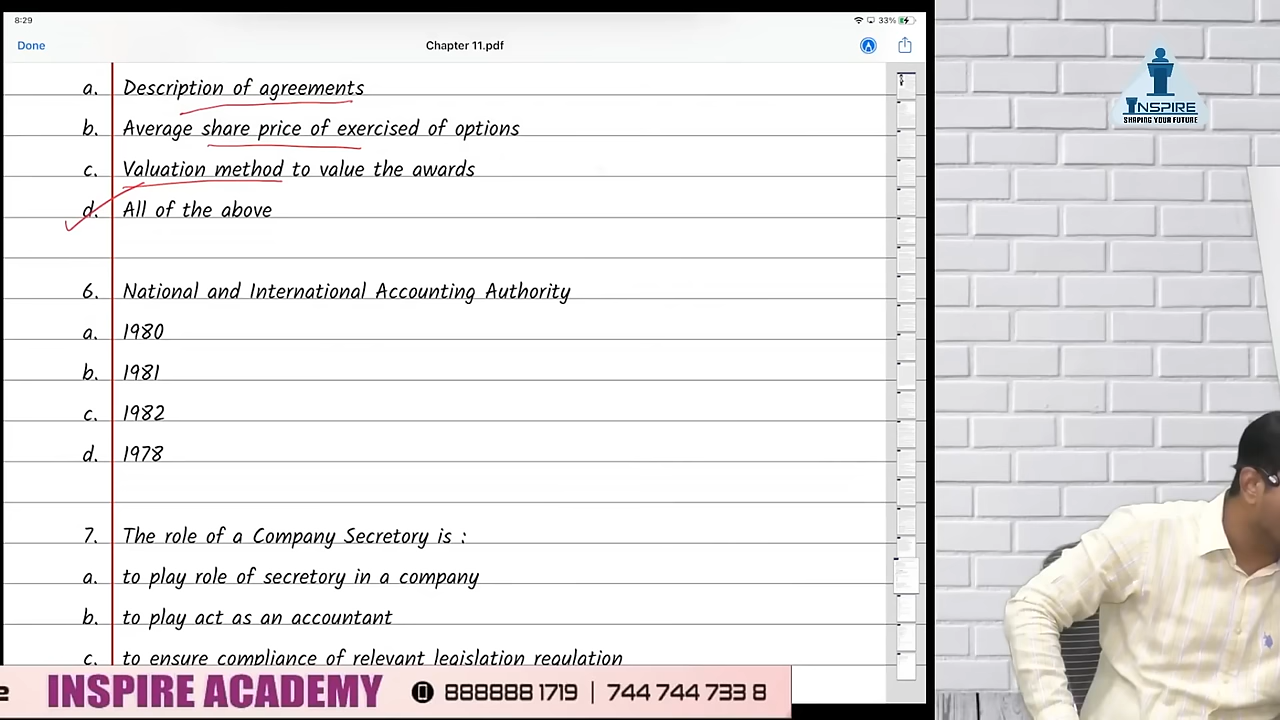 8:29
33%
Done
Chapter 11.pdf
a. Description of agreements
b. Average share price of exercised of options
c. Valuation method to value the awards
d. All of the above
6. National and International Accounting Authority
a. 1980
b. 1981
c. 1982
d. 1978
7. The role of a Company Secretary is :
a. to play role of secretory in a company
b. to play act as an accountant
c. to ensure compliance of relevant legislation regulation
INSPIRE
SHAPING YOUR FUTURE
e INSPIRE ACADEMY 888888 1719 | 744 744 733 8